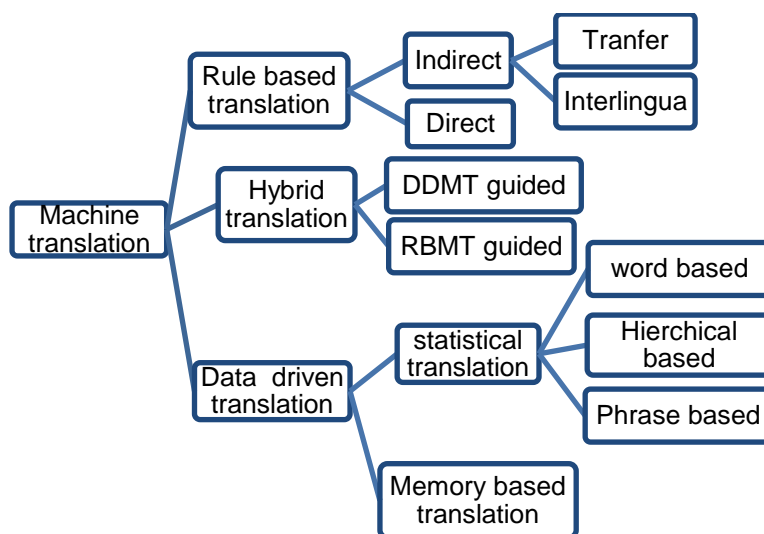 Machine
translation
Rule based
translation
Indirect
Tranfer
Interlingua
Direct
Hybrid
translation
DDMT guided
RBMT guided
Data driven
translation
statistical
translation
word based
Hierchical
based
Phrase based
Memory based
translation